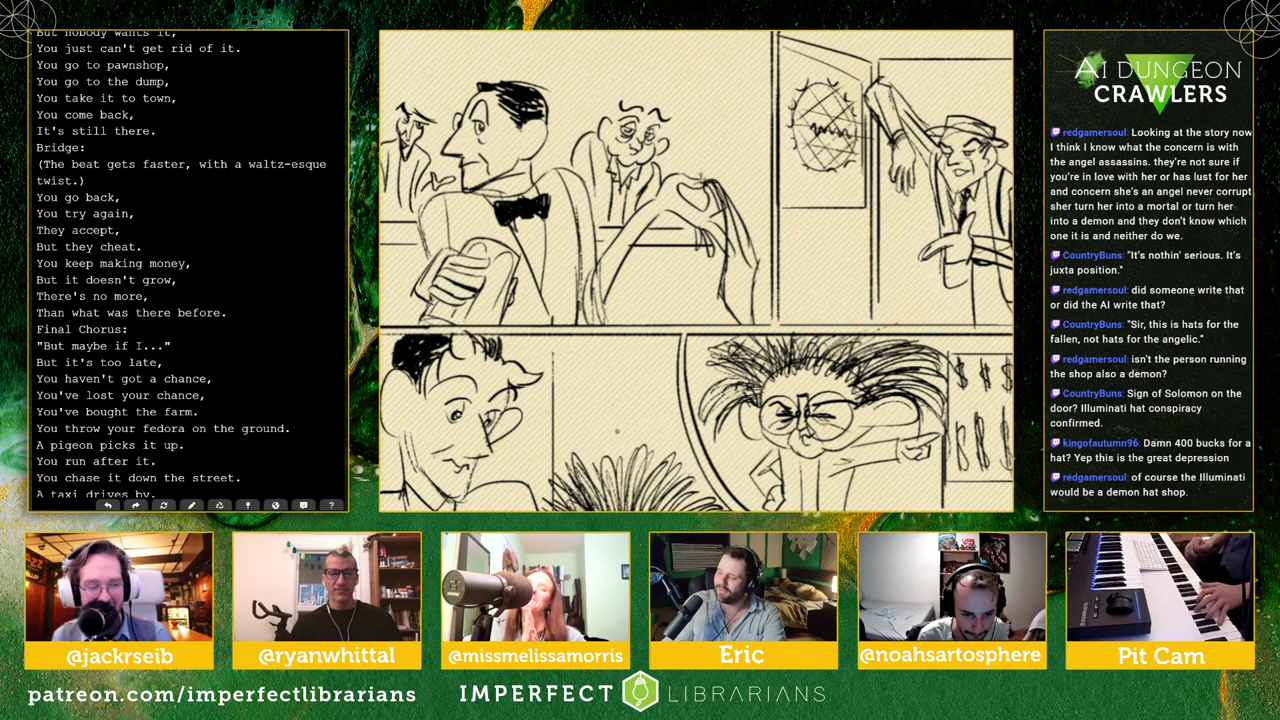 But nobody wants it,
You just can't get rid of it.
You go to pawnshop,
You go to the dump,
You take it to town,
You come back,
It's still there.
Bridge:
(The beat gets faster, with a waltz-esque
twist.)
You go back,
You try again,
They accept,
But they cheat.
You keep making money,
But it doesn't grow,
There's no more,
Than what was there before.
Final Chorus:
"But maybe if I..."
But it's too late,
You haven't got a chance,
You've lost your chance,
You've bought the farm.
You throw your fedora on the ground.
A pigeon picks it up.
You run after it.
You chase it down the street.
A taxi drives by.
?
$ $
$ $
AI DUNGEON
CRAWLERS
redgamersoul: Looking at the story now
I think I know what the concern is with
the angel assassins. they're not sure if
you're in love with her or has lust for her
and concern she's an angel never corrupt
sher turn her into a mortal or turn her
into a demon and they don't know which
one it is and neither do we.
CountryBuns: "It's nothin' serious. It's
juxta position."
redgamersoul: did someone write that
or did the AI write that?
CountryBuns: "Sir, this is hats for the
fallen, not hats for the angelic."
redgamersoul: isn't the person running
the shop also a demon?
CountryBuns: Sign of Solomon on the
door? Illuminati hat conspiracy
confirmed.
kingofautumn96: Damn 400 bucks for a
hat? Yep this is the great depression
redgamersoul: of course the Illuminati
would be a demon hat shop.
@jackrseib
@ryanwhittal
@missmelissamorris
Eric
@noahsartosphere
Pit Cam
patreon.com/imperfectlibrarians
IMPERFECT LIBRARIANS